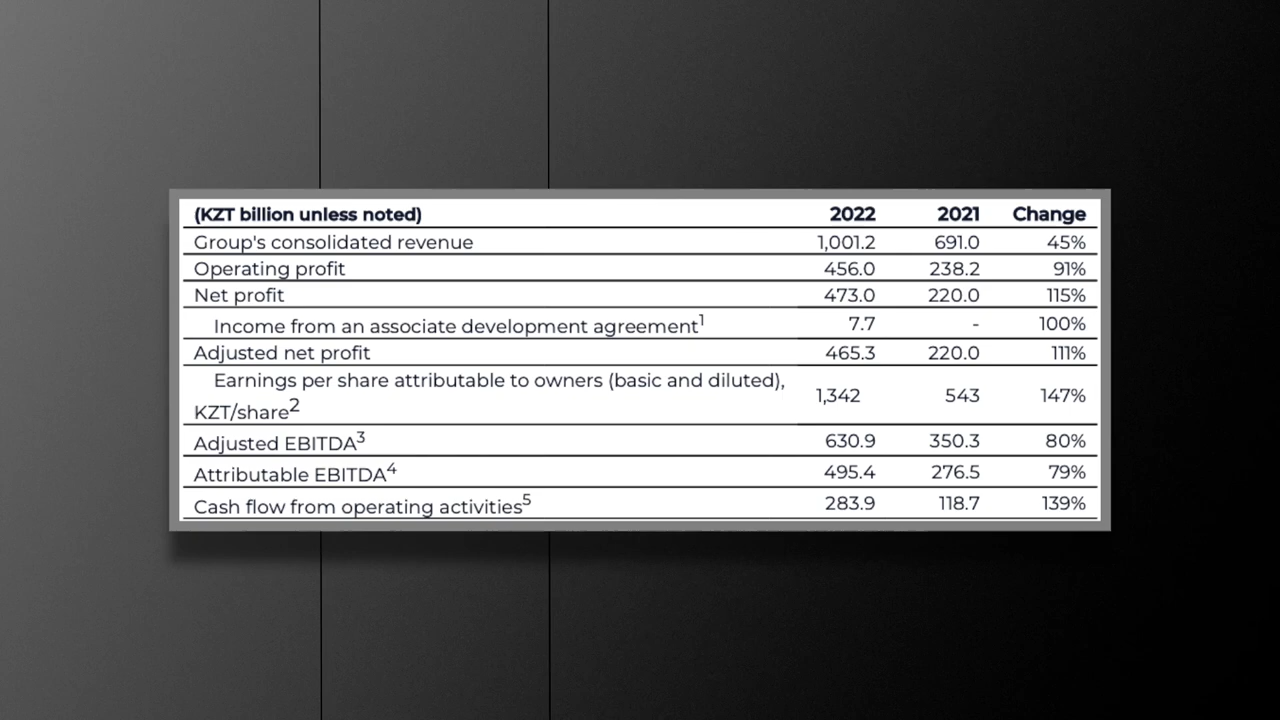 (KZT billion unless noted) 2022 2021 Change
Group's consolidated revenue 1,001.2 691.0 45%
Operating profit 456.0 238.2 91%
Net profit 473.0 220.0 115%
Income from an associate development agreement1 7.7 - 100%
Adjusted net profit 465.3 220.0 111%
Earnings per share attributable to owners (basic and diluted),
KZT/share2 1,342 543 147%
Adjusted EBITDA3 630.9 350.3 80%
Attributable EBITDA4 495.4 276.5 79%
Cash flow from operating activities5 283.9 118.7 139%